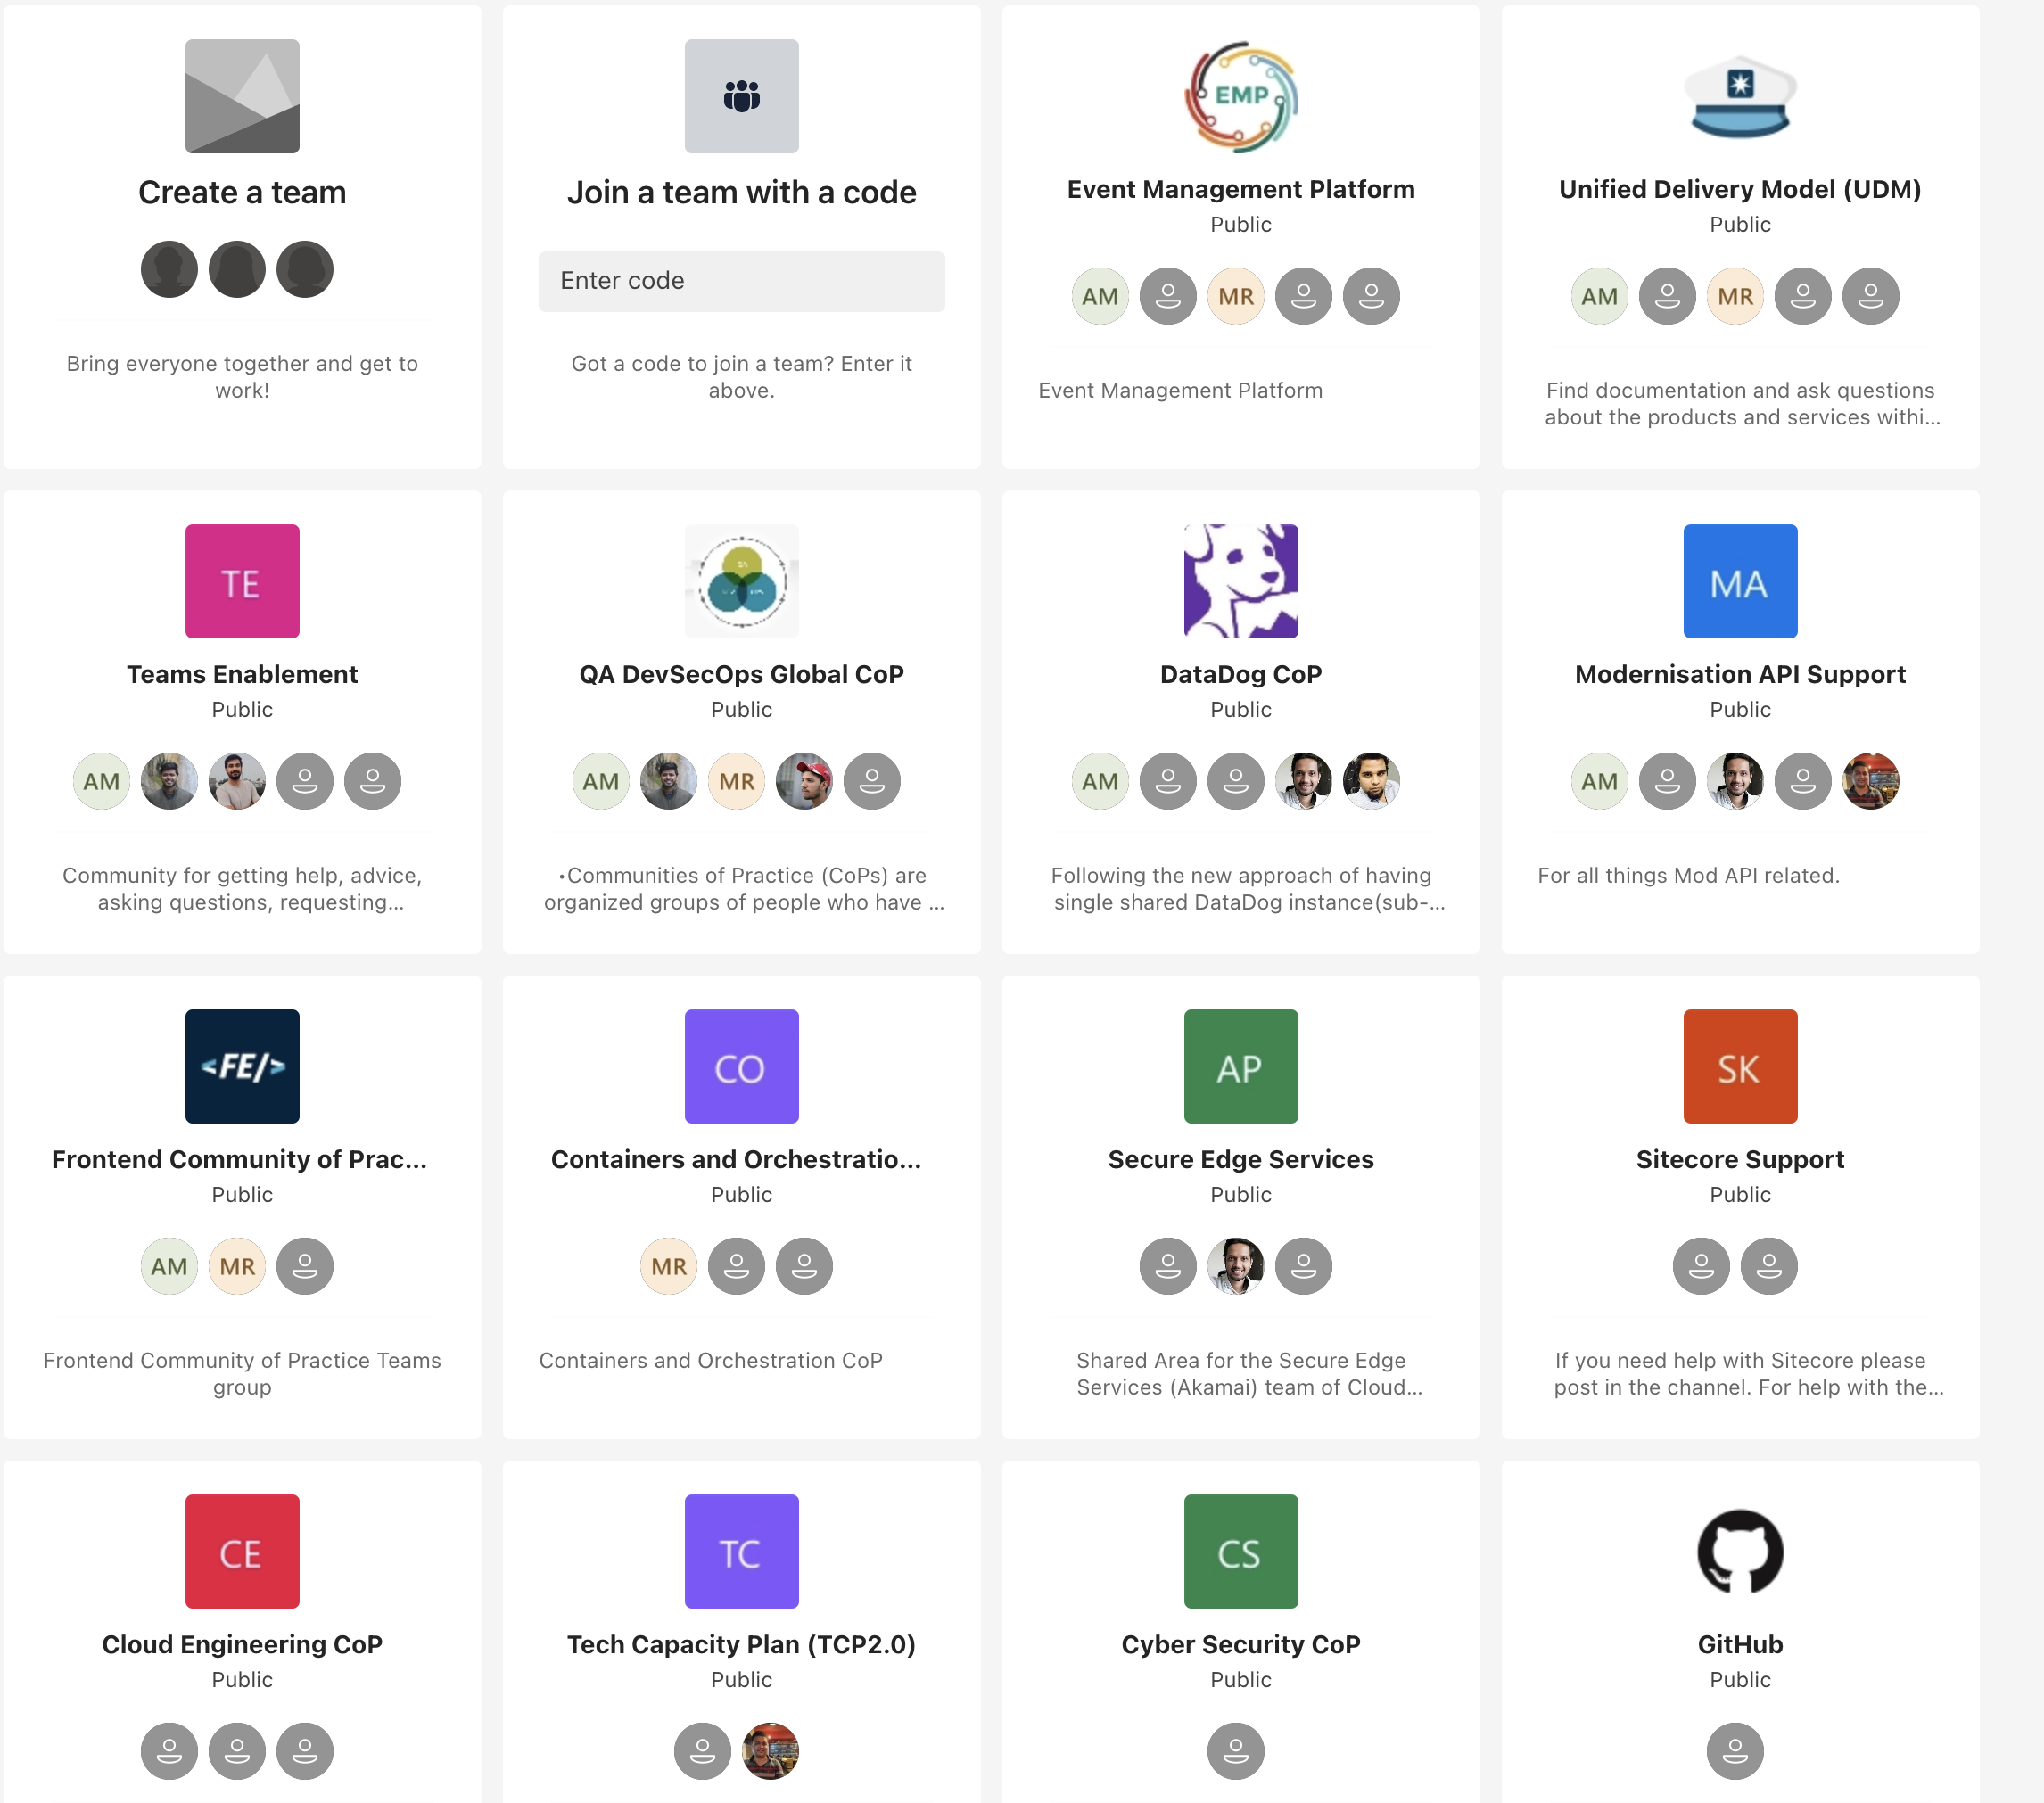 Create a team
Bring everyone together and get to
work!
Join a team with a code
Enter code
Got a code to join a team? Enter it
above.
EMP
Event Management Platform
Public
AM
MR
Event Management Platform
Unified Delivery Model (UDM)
Public
AM
MR
Find documentation and ask questions
about the products and services withi...
TE
Teams Enablement
Public
AM
Community for getting help, advice,
asking questions, requesting...
QA DevSecOps Global CoP
Public
AM
MR
•Communities of Practice (CoPs) are
organized groups of people who have ...
DataDog CoP
Public
AM
Following the new approach of having
single shared DataDog instance(sub-...
MA
Modernisation API Support
Public
AM
For all things Mod API related.
<FE/>
Frontend Community of Prac...
Public
AM
MR
Frontend Community of Practice Teams
group
CO
Containers and Orchestratio...
Public
MR
Containers and Orchestration CoP
AP
Secure Edge Services
Public
Shared Area for the Secure Edge
Services (Akamai) team of Cloud...
SK
Sitecore Support
Public
If you need help with Sitecore please
post in the channel. For help with the...
CE
Cloud Engineering CoP
Public
TC
Tech Capacity Plan (TCP2.0)
Public
CS
Cyber Security CoP
Public
GitHub
Public